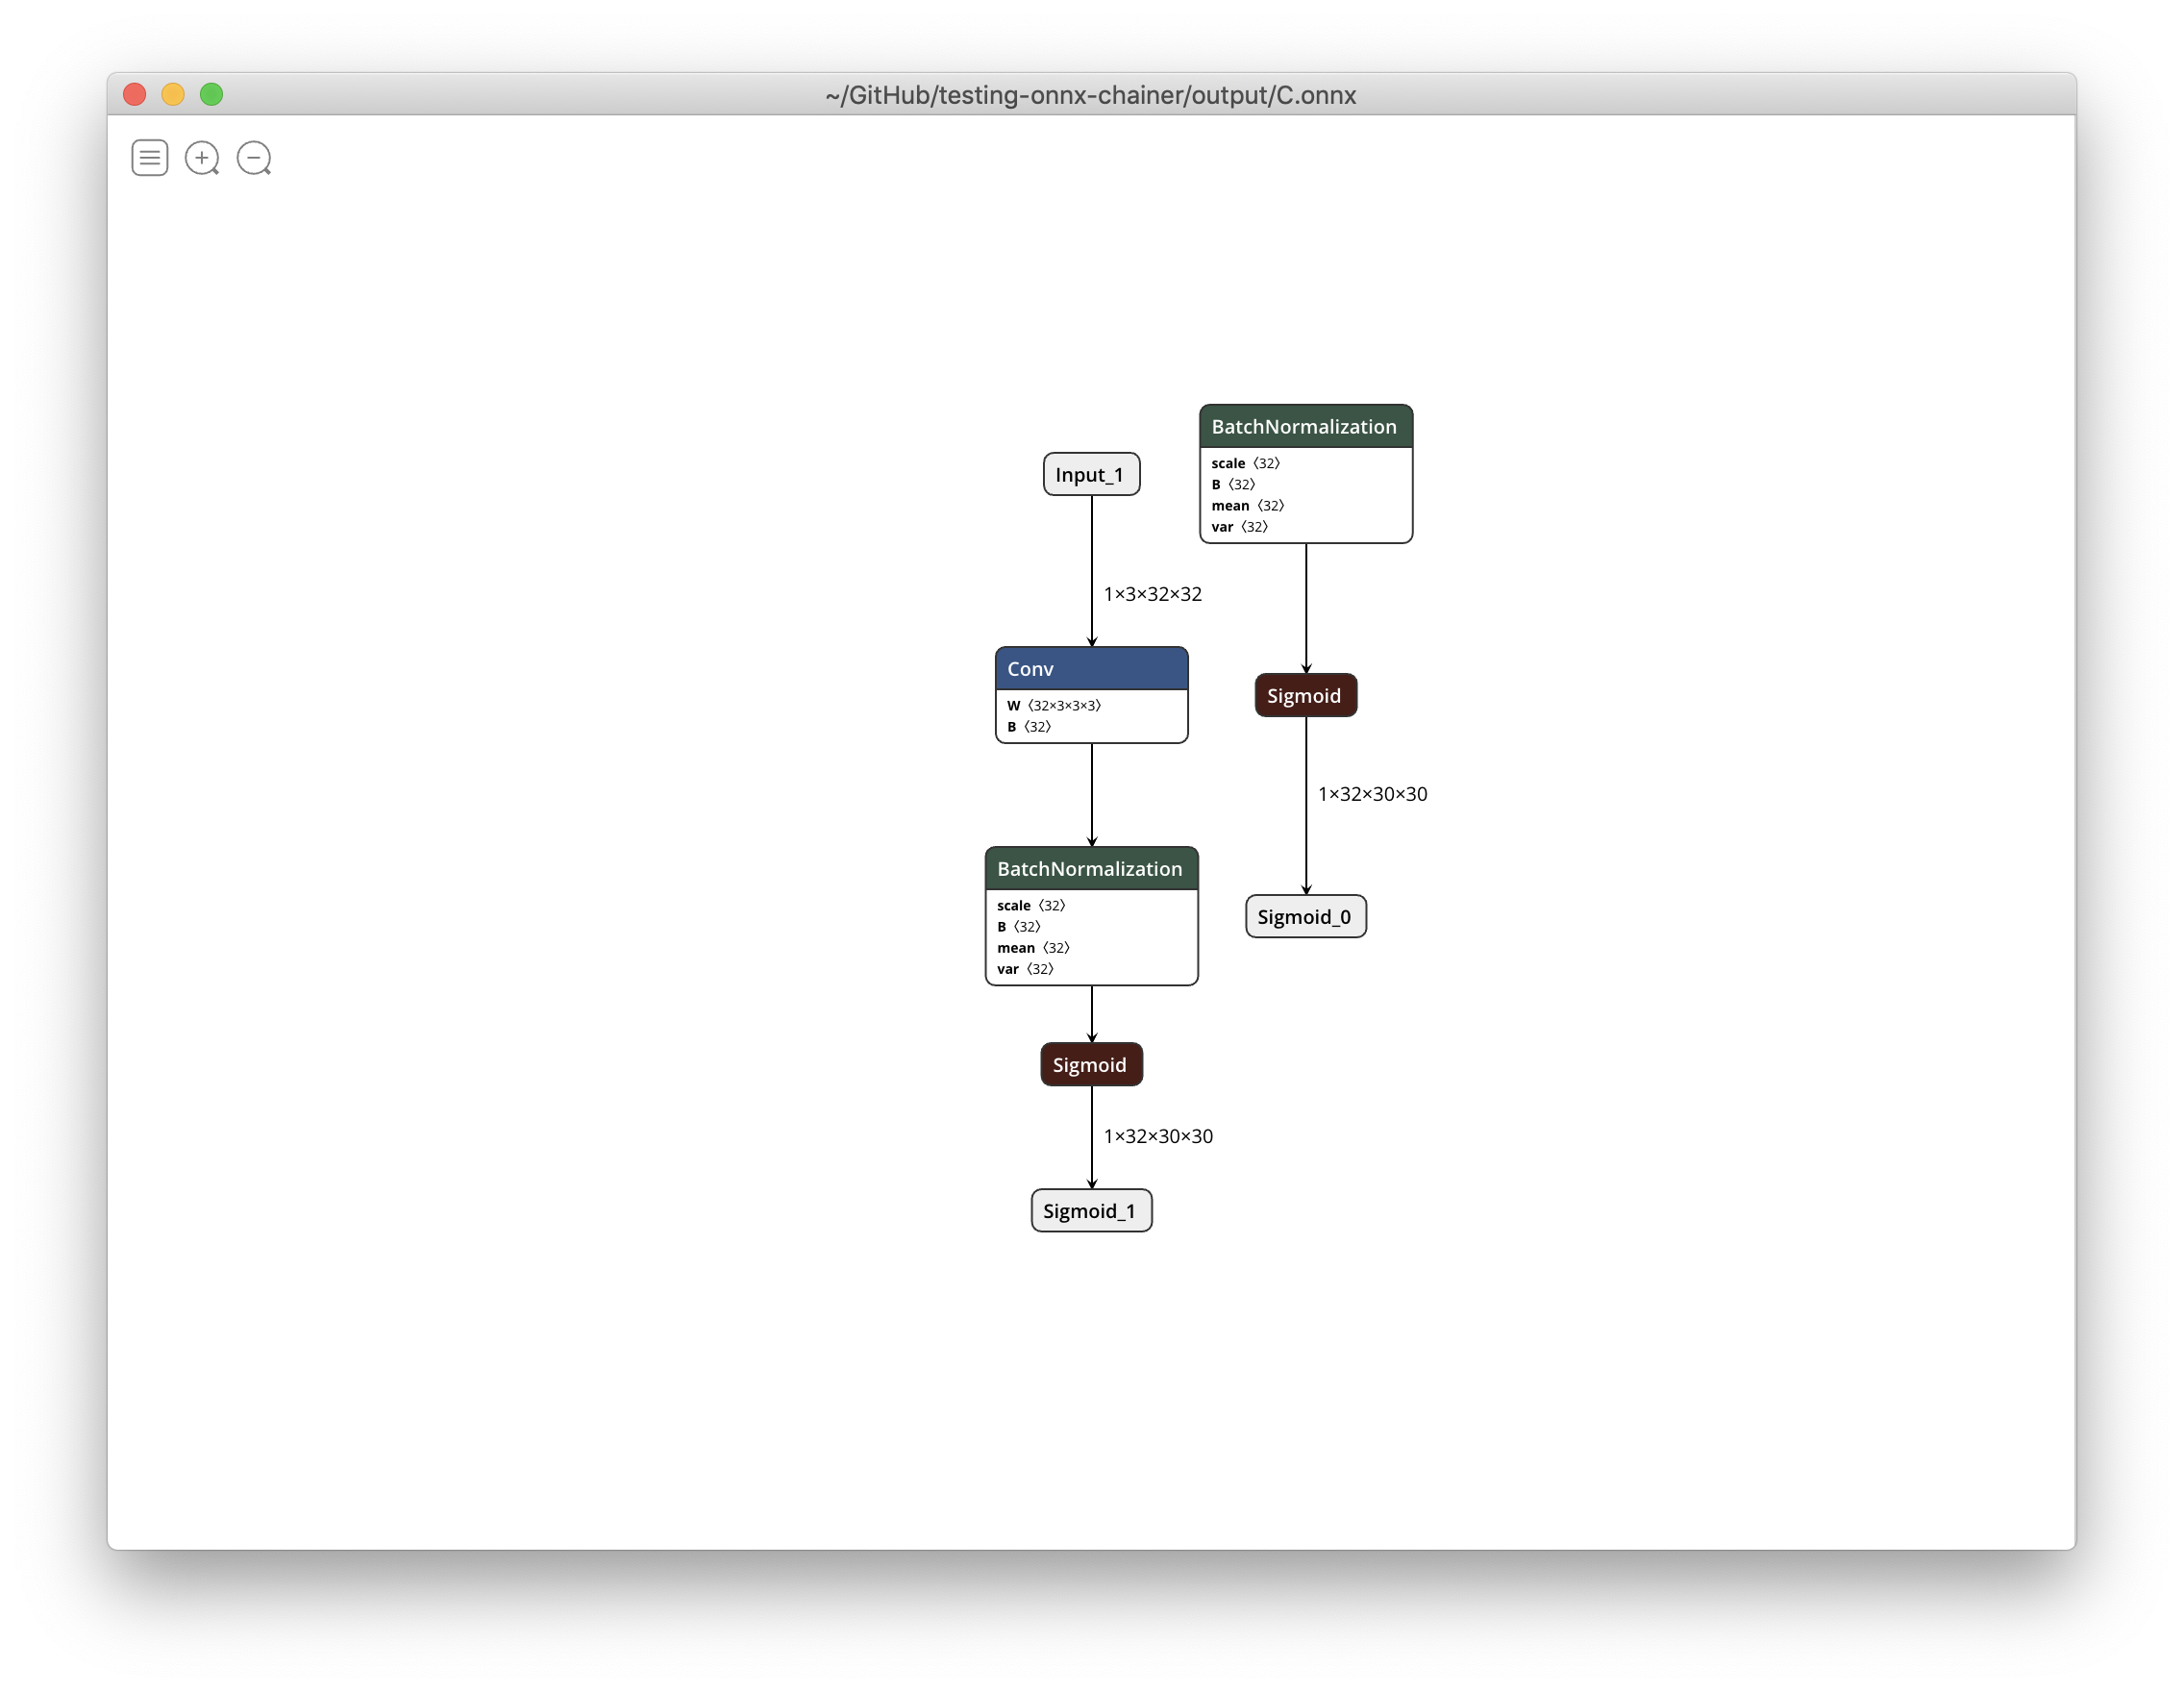 ~/GitHub/testing-onnx-chainer/output/C.onnx
Input_1
1×3×32×32
Conv
W 〈32×3×3×3〉
B 〈32〉
BatchNormalization
scale 〈32〉
B 〈32〉
mean 〈32〉
var 〈32〉
Sigmoid
1×32×30×30
Sigmoid_1
BatchNormalization
scale 〈32〉
B 〈32〉
mean 〈32〉
var 〈32〉
Sigmoid
1×32×30×30
Sigmoid_0